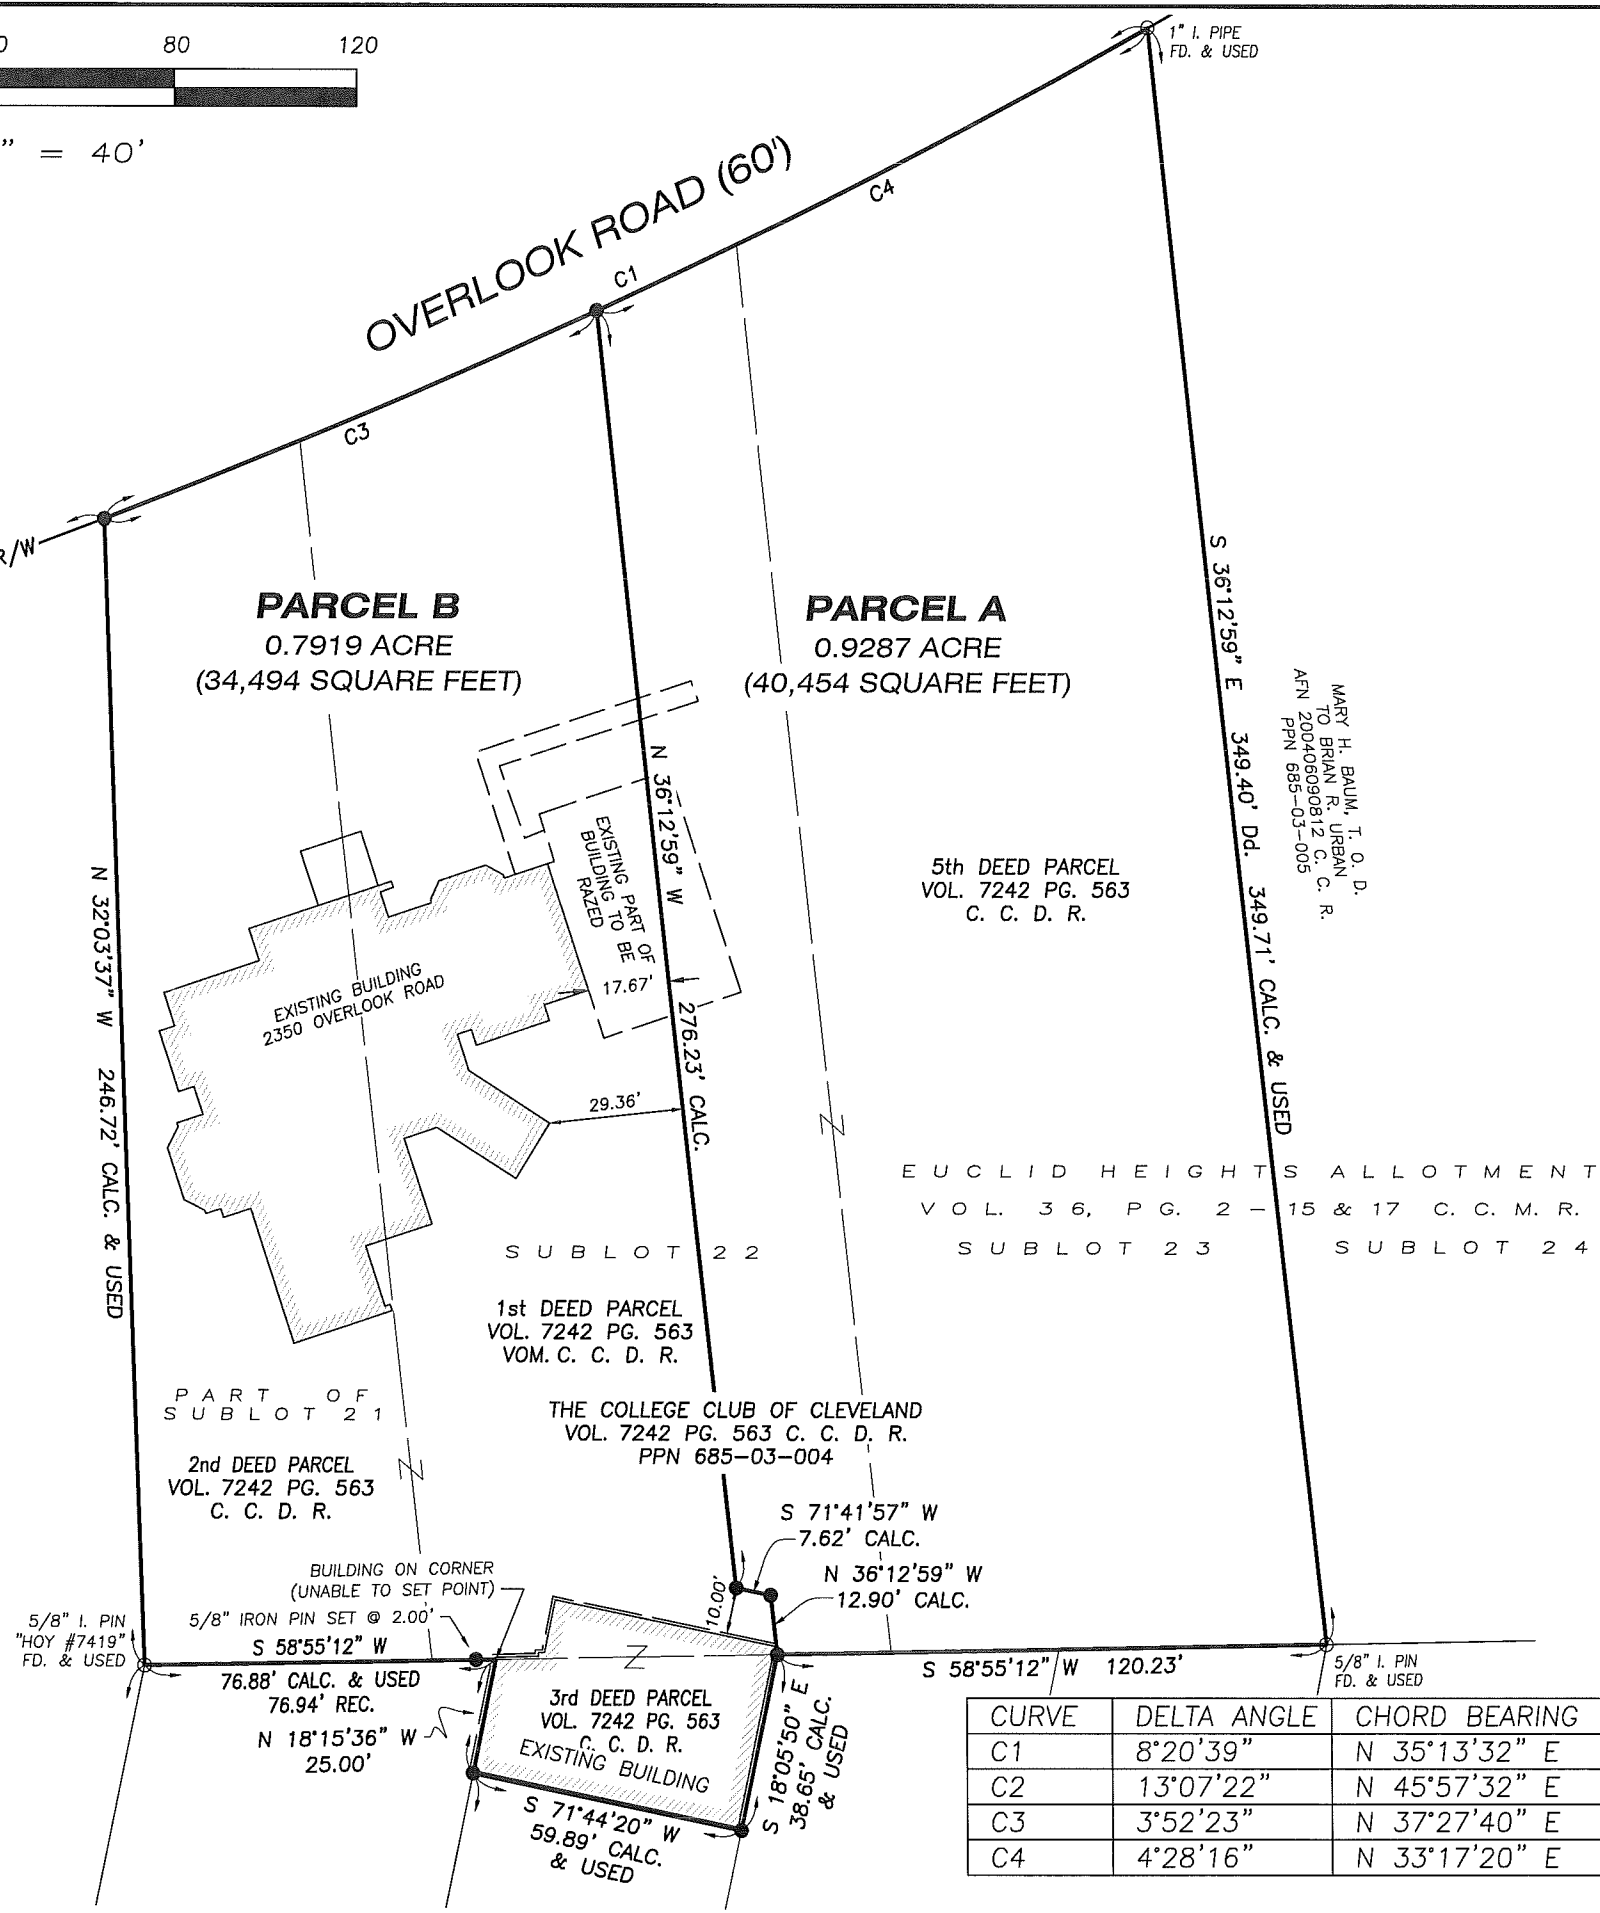 80 120
" = 40'
1" I. PIPE
FD. & USED
OVERLOOK ROAD (60')
C4
C1
C3
R/W
PARCEL B
0.7919 ACRE
(34,494 SQUARE FEET)
PARCEL A
0.9287 ACRE
(40,454 SQUARE FEET)
S 36°12'59" E 349.40' Dd. 349.71' CALC. & USED
MARY H. BAUM, T. O. D.
TO BRIAN R. URBAN
AFN 200406090812 C. C. R.
PPN 685-03-005
N 36°12'59" W 276.23' CALC.
EXISTING PART OF
BUILDING TO BE
RAZED
5th DEED PARCEL
VOL. 7242 PG. 563
C. C. D. R.
N 32°03'37" W 246.72' CALC. & USED
EXISTING BUILDING
2350 OVERLOOK ROAD
17.67'
29.36'
EUCLID HEIGHTS ALLOTMENT
VOL. 36, PG. 2 - 15 & 17 C. C. M. R.
SUBLOT 23 SUBLOT 24
SUBLOT 22
1st DEED PARCEL
VOL. 7242 PG. 563
VOM. C. C. D. R.
PART OF
SUBLOT 21
THE COLLEGE CLUB OF CLEVELAND
VOL. 7242 PG. 563 C. C. D. R.
PPN 685-03-004
2nd DEED PARCEL
VOL. 7242 PG. 563
C. C. D. R.
S 71°41'57" W
7.62' CALC.
N 36°12'59" W
12.90' CALC.
10.00'
BUILDING ON CORNER
(UNABLE TO SET POINT)
5/8" IRON PIN SET @ 2.00'
5/8" I. PIN
"HOY #7419"
FD. & USED
S 58°55'12" W
76.88' CALC. & USED
76.94' REC.
N 18°15'36" W
25.00'
3rd DEED PARCEL
VOL. 7242 PG. 563
C. C. D. R.
EXISTING BUILDING
S 71°44'20" W
59.89' CALC.
& USED
S 18°05'50" E
38.65' CALC.
& USED
S 58°55'12" W 120.23'
5/8" I. PIN
FD. & USED
CURVE DELTA ANGLE CHORD BEARING
C1 8°20'39" N 35°13'32" E
C2 13°07'22" N 45°57'32" E
C3 3°52'23" N 37°27'40" E
C4 4°28'16" N 33°17'20" E